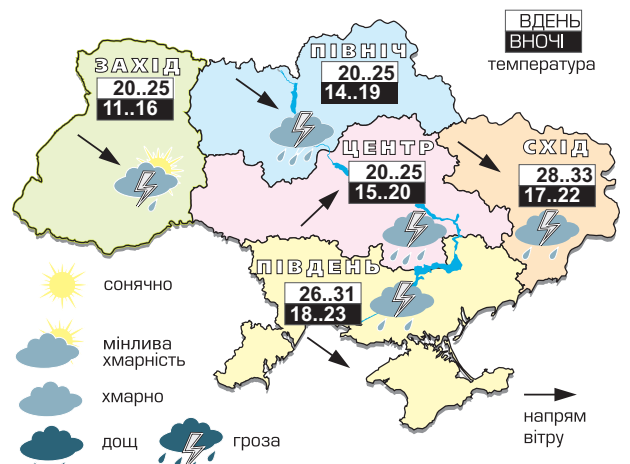 ВДЕНЬ
ВНОЧІ
температура
ПІВНІЧ
20..25
14..19
ЗАХІД
20..25
11..16
ЦЕНТР
20..25
15..20
СХІД
28..33
17..22
ПІВДЕНЬ
26..31
18..23
сонячно
мінлива
хмарність
хмарно
дощ
гроза
напрям
вітру